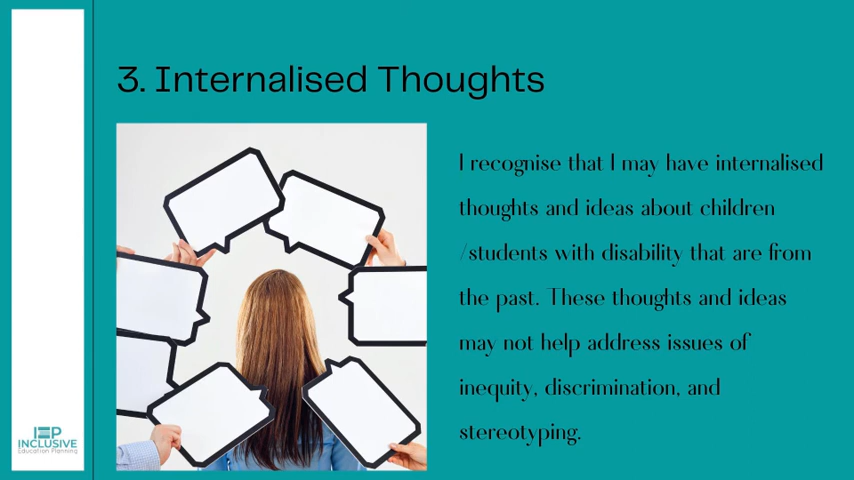 3. Internalised Thoughts
I recognise that I may have internalised
thoughts and ideas about children
/students with disability that are from
the past. These thoughts and ideas
may not help address issues of
inequity, discrimination, and
stereotyping.
IEP
INCLUSIVE
Education Planning